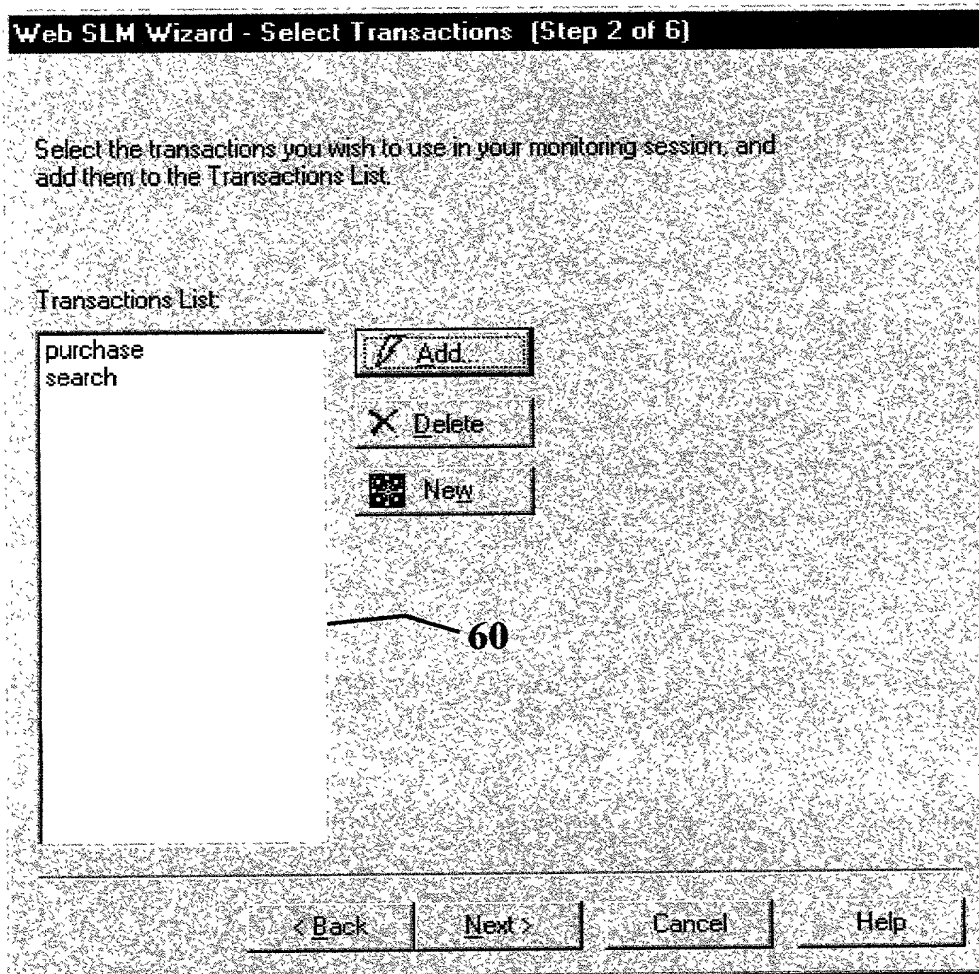 Web SLM Wizard - Select Transactions (Step 2 of 6)
Select the transactions you wish to use in your monitoring session, and
add them to the Transactions List.
Transactions List:
purchase
search
Add...
Delete
New
60
< Back
Next >
Cancel
Help